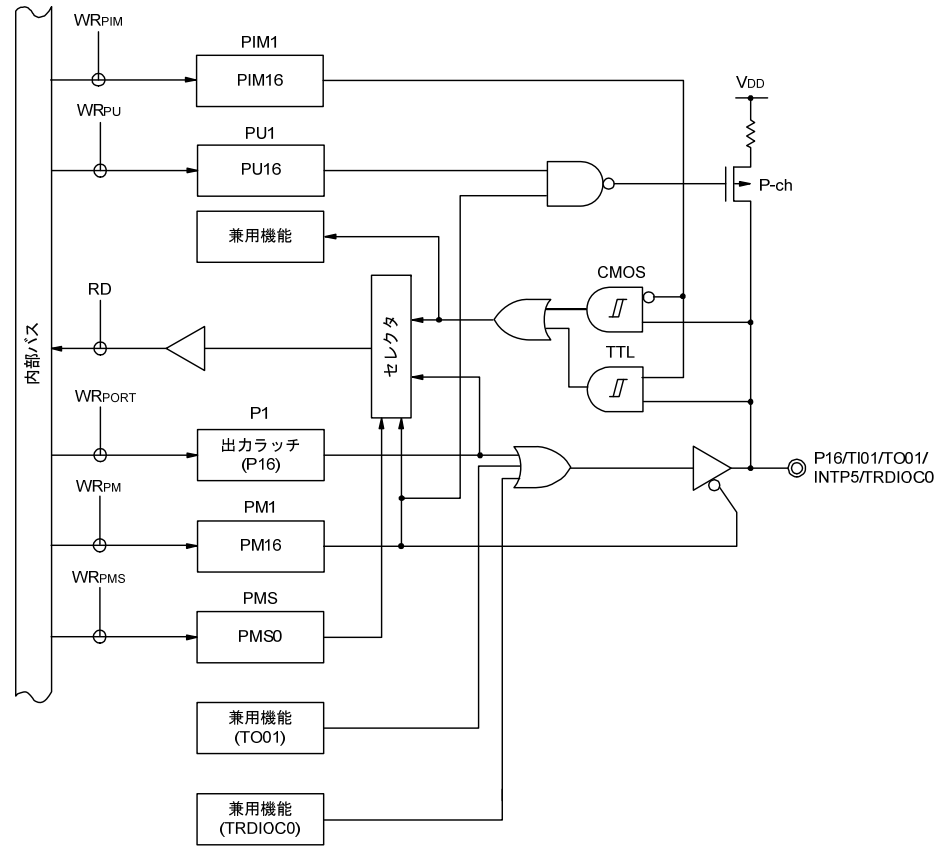 WRPIM
PIM1
PIM16
WRPU
PU1
PU16
VDD
P-ch
兼用機能
CMOS
RD
セレクタ
内部バス
TTL
WRPORT
P1
出力ラッチ
(P16)
P16/TI01/TO01/
INTP5/TRDIOC0
WRPM
PM1
PM16
WRPMS
PMS
PMS0
兼用機能
(TO01)
兼用機能
(TRDIOC0)